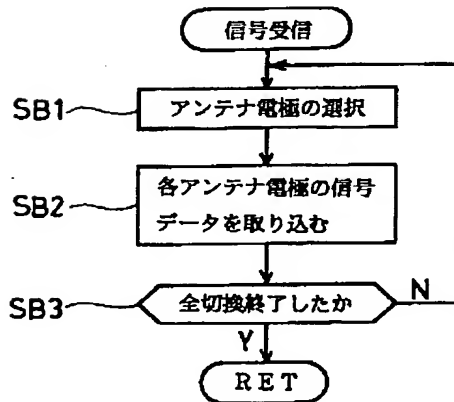 信号受信
SB1
アンテナ電極の選択
SB2
各アンテナ電極の信号
データを取り込む
SB3
全切換終了したか
N
Y
RET